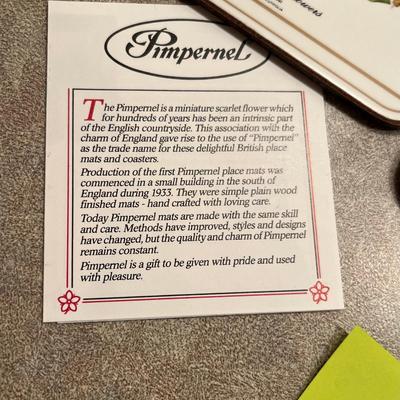 Pimpernel
The Pimpernel is a miniature scarlet flower which
for hundreds of years has been an intrinsic part
of the English countryside. This association with the
charm of England gave rise to the use of "Pimpernel"
as the trade name for these delightful British place
mats and coasters.
Production of the first Pimpernel place mats was
commenced in a small building in the south of
England during 1933. They were simple plain wood
finished mats - hand crafted with loving care.
Today Pimpernel mats are made with the same skill
and care. Methods have improved, styles and designs
have changed, but the quality and charm of Pimpernel
remains constant.
Pimpernel is a gift to be given with pride and used
with pleasure.